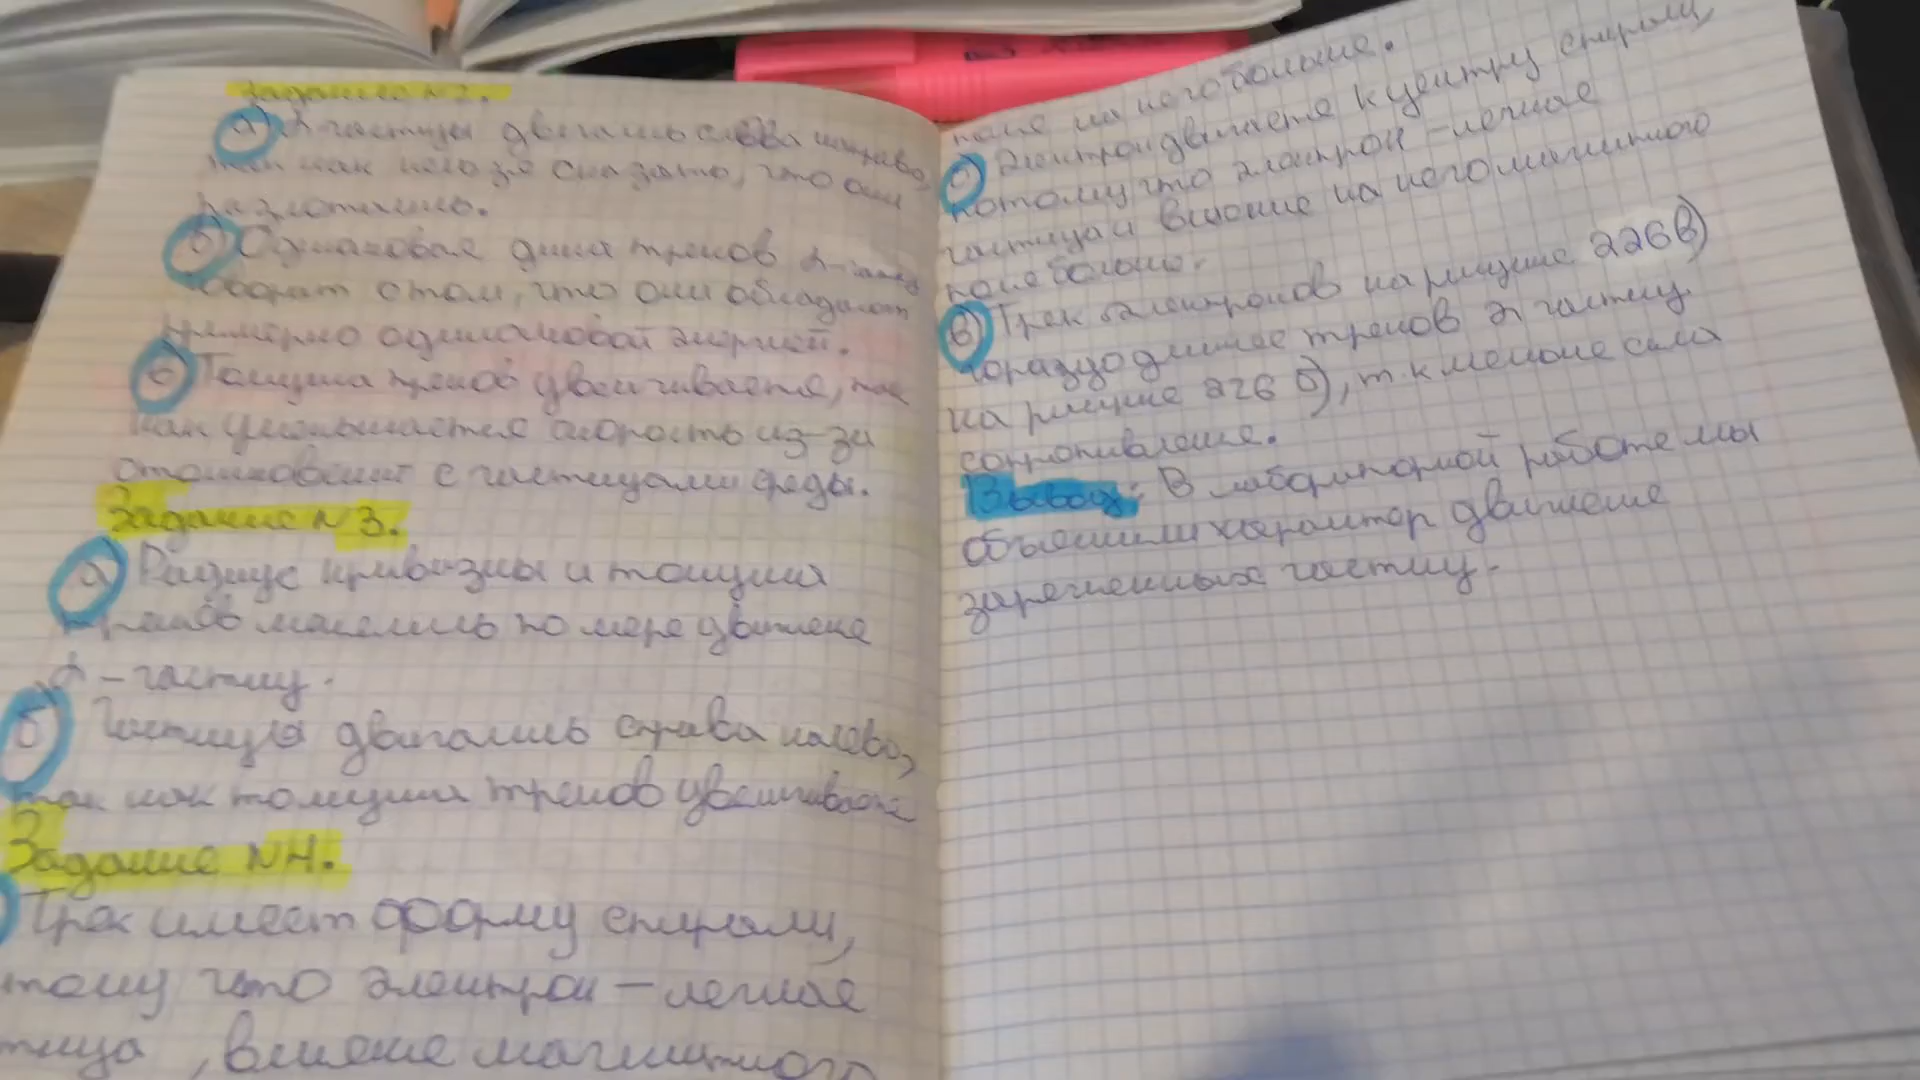 Задание №2.
а) α-частицы двигались слева направо,
так как нельзя сказать, что они
б) Одинаковая длина треков α-частиц
говорит о том, что они обладают
примерно одинаковой энергией.
в) Толщина треков увеличивается, так
как уменьшается скорость из-за
столкновений с частицами среды.
Задание №3.
а) Радиус кривизны и толщина
треков менялись по мере движения
α-частиц.
б) Частицы двигались справа налево,
так как толщина треков увеличивается
Задание №4.
Трек имеет форму спирали,
тому что электрон – легкая
тица, влияние магнитного
поле на него больше.
б) Электрон движется к центру спирали,
потому что электрон – легкая
частица и влияние на него магнитного
поле больше.
в) Трек электронов на рисунке 226 в)
гораздо длиннее треков α частиц
на рисунке 226 б), т.к меньше сила
сопротивления.
Вывод: В лабораторной работе мы
объяснили характер движения
заряженных частиц.